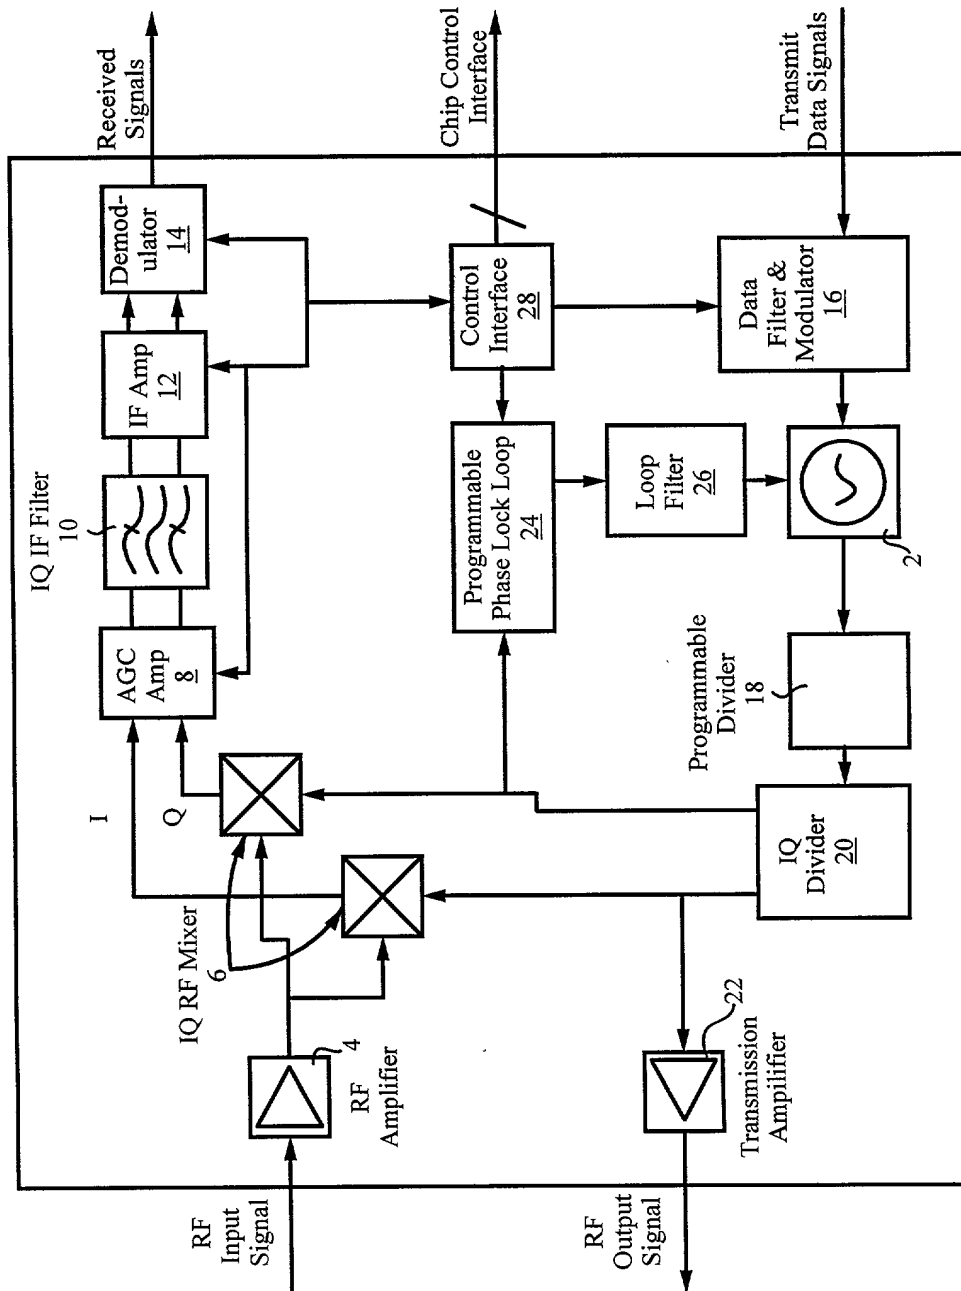 RF
Input
Signal
RF
Amplifier
4
IQ RF Mixer
6
I
Q
AGC
Amp
8
IQ IF Filter
10
IF Amp
12
Demod-
ulator
14
Received
Signals
Control
Interface
28
Chip Control
Interface
Programmable
Phase Lock Loop
24
Loop
Filter
26
Transmit
Data Signals
Data
Filter &
Modulator
16
2
Programmable
Divider
18
IQ
Divider
20
22
Transmission
Ampilifier
RF
Output
Signal